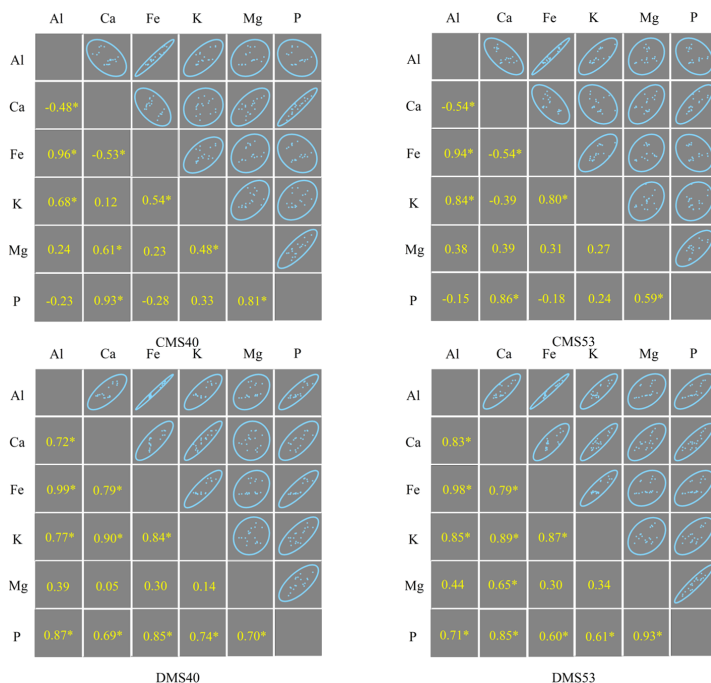 Al Ca Fe K Mg P
Al
Ca -0.48*
Fe 0.96* -0.53*
K 0.68* 0.12 0.54*
Mg 0.24 0.61* 0.23 0.48*
P -0.23 0.93* -0.28 0.33 0.81*
CMS40
Al Ca Fe K Mg P
Al
Ca -0.54*
Fe 0.94* -0.54*
K 0.84* -0.39 0.80*
Mg 0.38 0.39 0.31 0.27
P -0.15 0.86* -0.18 0.24 0.59*
CMS53
Al Ca Fe K Mg P
Al
Ca 0.72*
Fe 0.99* 0.79*
K 0.77* 0.90* 0.84*
Mg 0.39 0.05 0.30 0.14
P 0.87* 0.69* 0.85* 0.74* 0.70*
DMS40
Al Ca Fe K Mg P
Al
Ca 0.83*
Fe 0.98* 0.79*
K 0.85* 0.89* 0.87*
Mg 0.44 0.65* 0.30 0.34
P 0.71* 0.85* 0.60* 0.61* 0.93*
DMS53